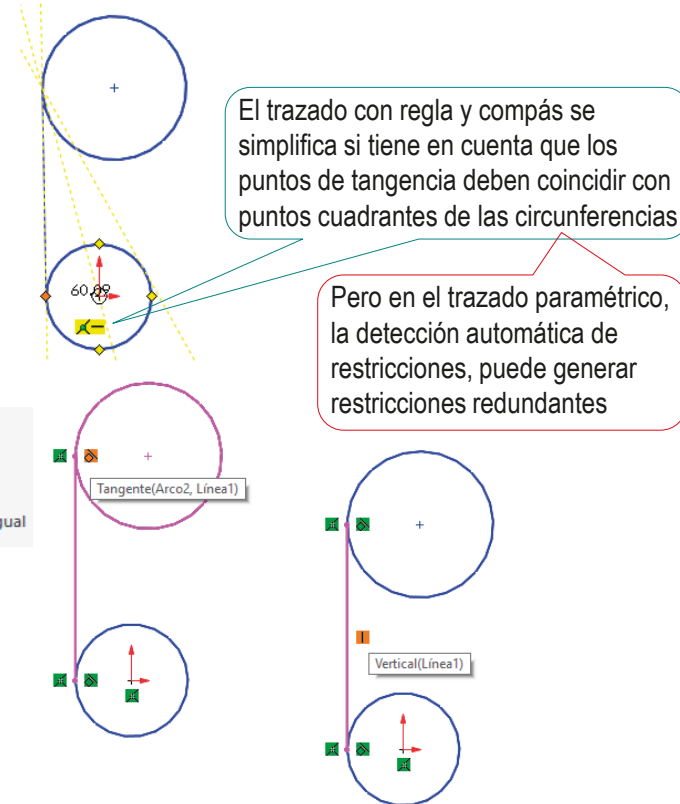 El trazado con regla y compás se
simplifica si tiene en cuenta que los
puntos de tangencia deben coincidir con
puntos cuadrantes de las circunferencias
Pero en el trazado paramétrico,
la detección automática de
restricciones, puede generar
restricciones redundantes
Tangente(Arco2, Línea1)
gual
Vertical(Línea1)